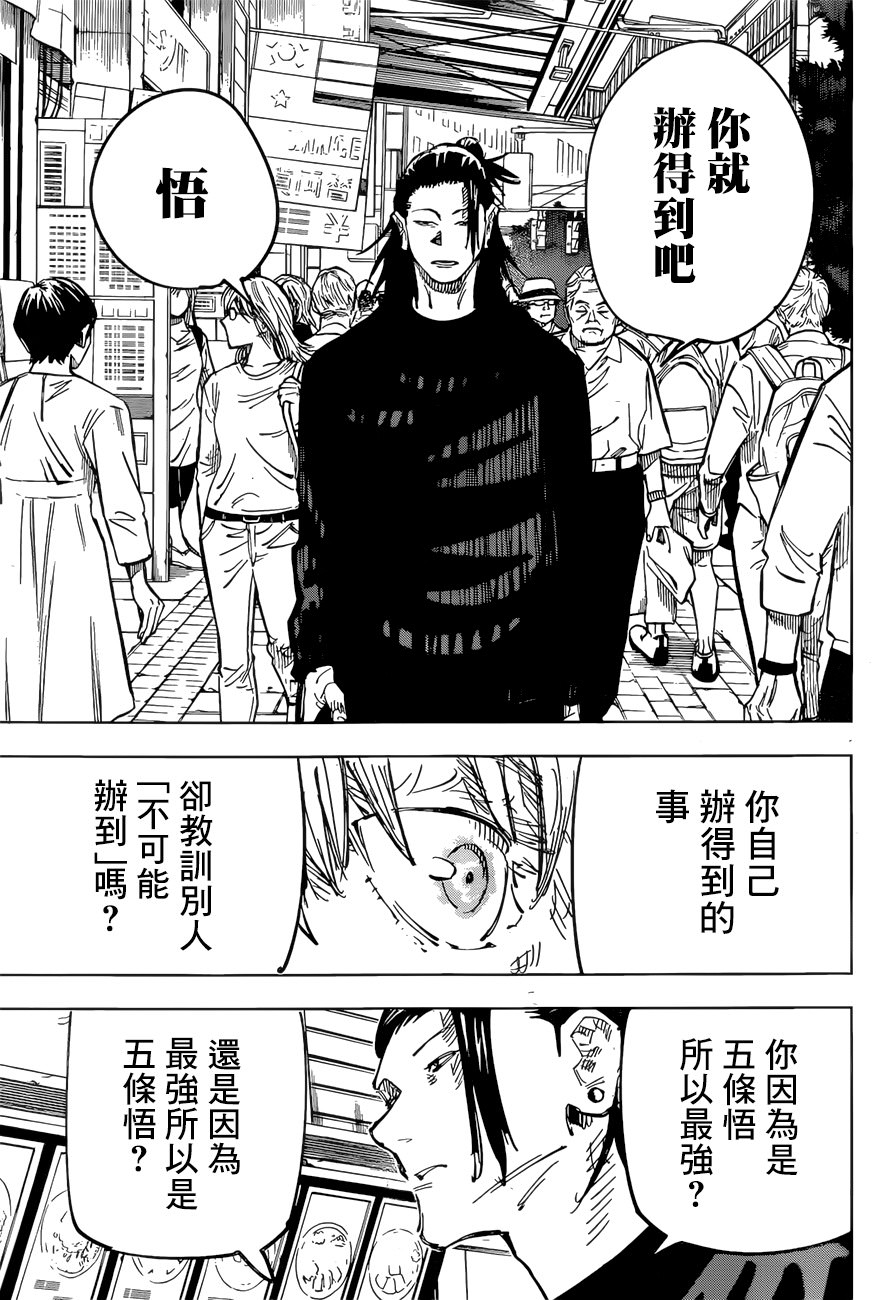 你就
辦得到吧
悟
你自己
辦得到的
事
卻教訓別人
「不可能
辦到」嗎？
你因為是
五條悟
所以最強？
還是因為
最強所以是
五條悟？